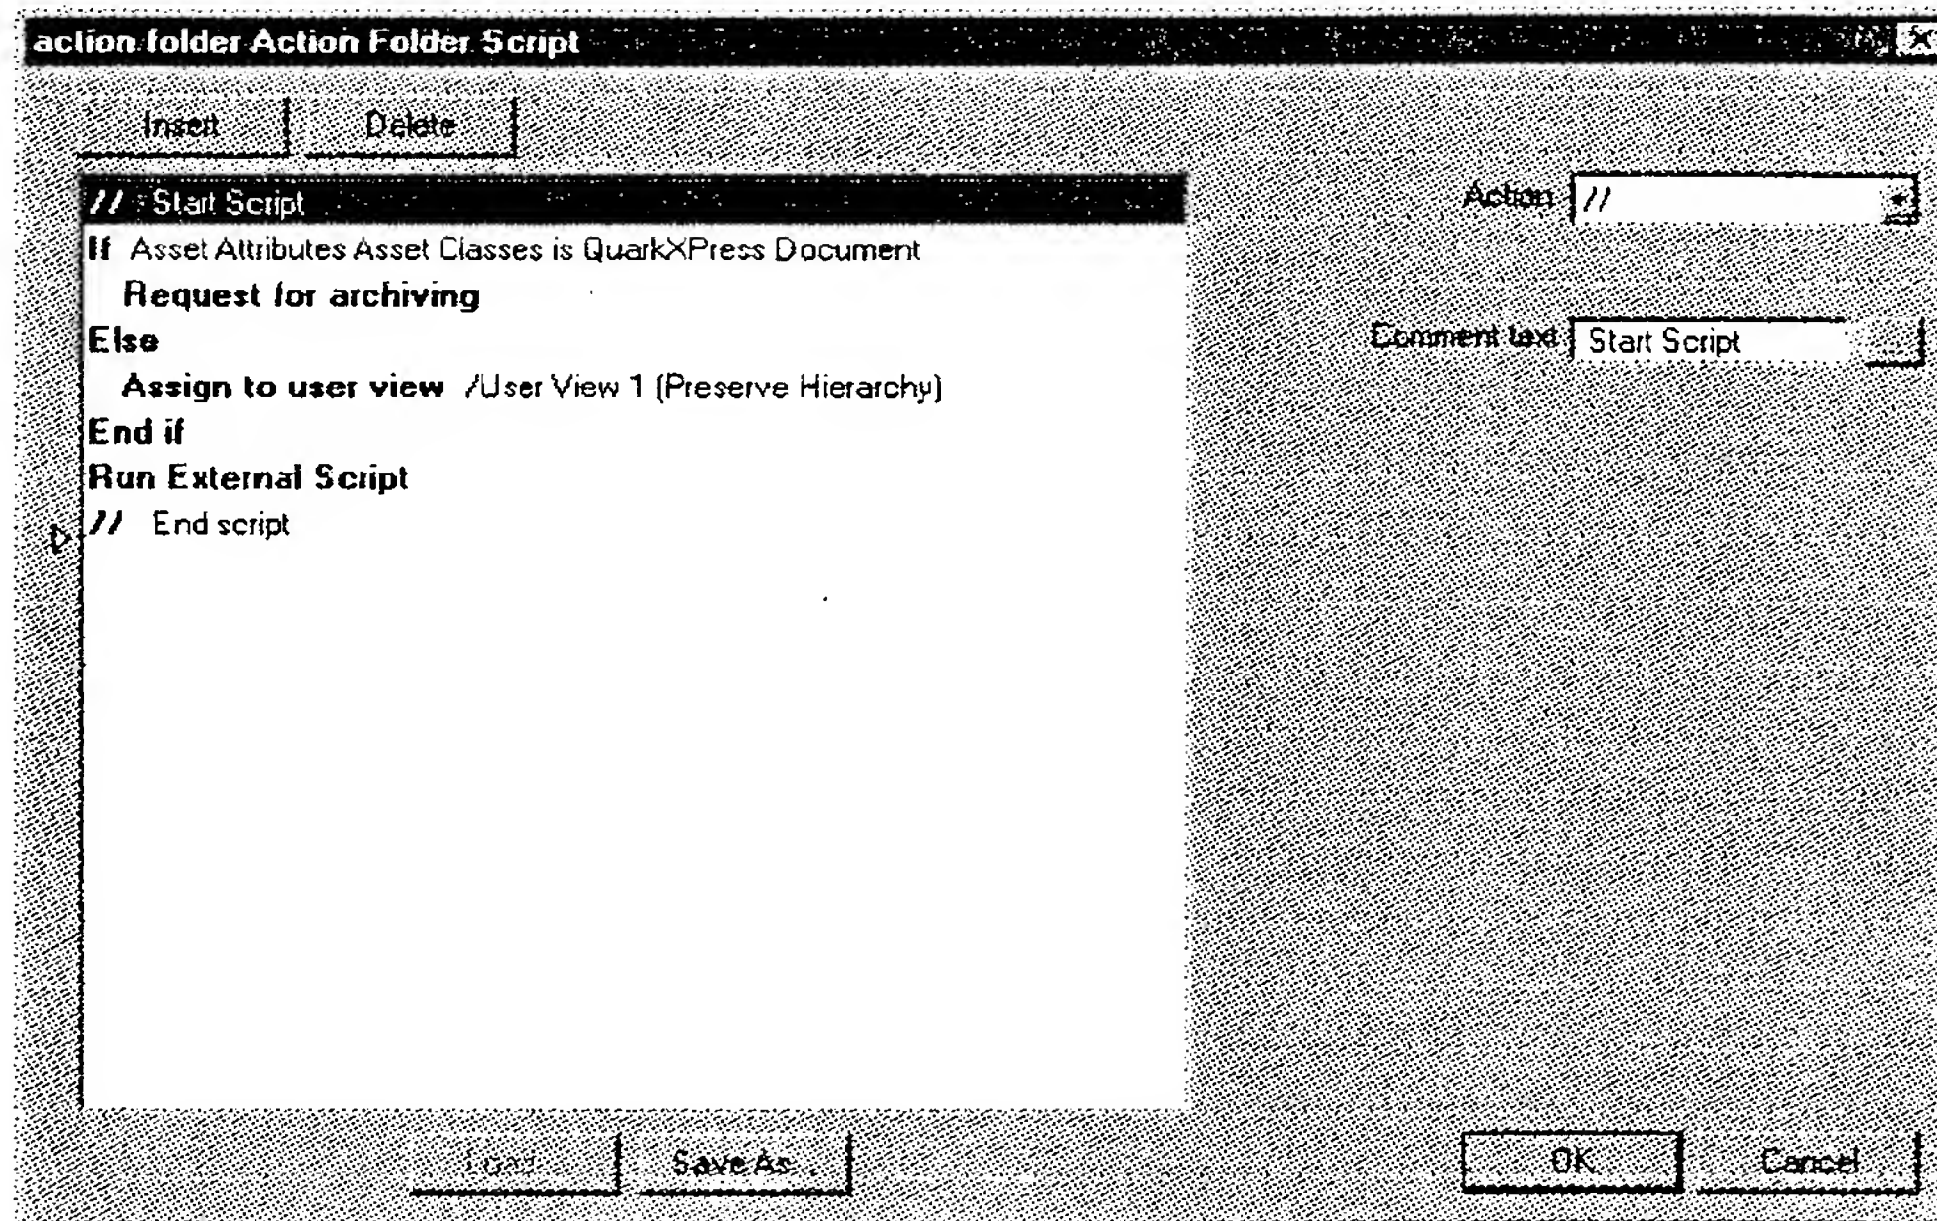 action folder Action Folder Script
Insert Delete
// Start Script
Action //
If Asset Attributes Asset Classes is QuarkXPress Document
Request for archiving
Else
Comment text Start Script ...
Assign to user view /User View 1 (Preserve Hierarchy)
End if
Run External Script
// End script
Load... Save As... OK Cancel